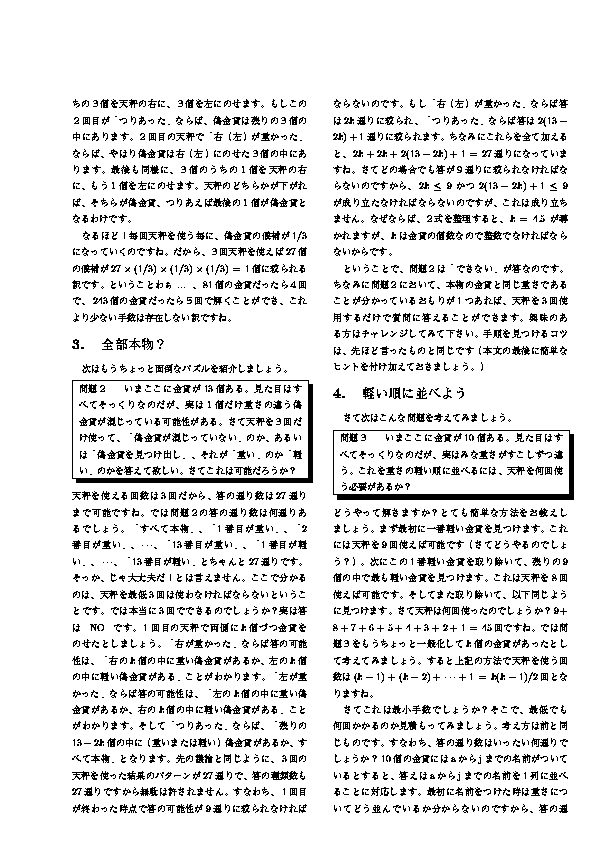 ちの３個を天秤の右に、３個を左にのせます。もしこの
２回目が「つりあった」ならば、偽金貨は残りの３個の
中にあります。２回目の天秤で「右（左）が重かった」
ならば、やはり偽金貨は右（左）にのせた３個の中にあ
ります。最後も同様に、３個のうちの１個を天秤の右
に、もう１個を左にのせます。天秤のどちらかが下がれ
ば、そちらが偽金貨、つりあえば最後の１個が偽金貨と
なるわけです。
なるほど！毎回天秤を使う毎に、偽金貨の候補が 1/3
になっていくのですね。だから、３回天秤を使えば 27 個
の候補が 27 × (1/3) × (1/3) × (1/3) = 1 個に絞られる
訳です。ということわぁ … 、81 個の金貨だったら４回
で、243 個の金貨だったら５回で解くことができ、これ
より少ない手数は存在しない訳ですね。
3. 全部本物？
次はもうちょっと面倒なパズルを紹介しましょう。
問題２ いまここに金貨が 13 個ある。見た目はす
べてそっくりなのだが、実は１個だけ重さの違う偽
金貨が混じっている可能性がある。さて天秤を３回だ
け使って、「偽金貨が混じっていない」のか、あるい
は「偽金貨を見つけ出し」、それが「重い」のか「軽
い」のかを答えて欲しい。さてこれは可能だろうか？
天秤を使える回数は３回だから、答の通り数は 27 通り
まで可能ですね。では問題２の答の通り数は何通りあ
るでしょう。「すべて本物」、「１番目が重い」、「２
番目が重い」、…、「13 番目が重い」、「１番目が軽
い」、…、「13 番目が軽い」とちゃんと 27 通りです。
そっか、じゃ大丈夫だ！とは言えません。ここで分かる
のは、天秤を最低３回は使わなければならないというこ
とです。では本当に３回でできるのでしょうか？実は答
は NO です。１回目の天秤で両側に k 個づつ金貨を
のせたとしましょう。「右が重かった」ならば答の可能
性は、「右の k 個の中に重い偽金貨があるか、左の k 個
の中に軽い偽金貨がある」ことがわかります。「左が重
かった」ならば答の可能性は、「左の k 個の中に重い偽
金貨があるか、右の k 個の中に軽い偽金貨がある」こと
がわかります。そして「つりあった」ならば、「残りの
13 − 2k 個の中に（重いまたは軽い）偽金貨があるか、す
べて本物」となります。先の議論と同じように、３回の
天秤を使った結果のパターンが 27 通りで、答の種類数も
27 通りですから無駄は許されません。すなわち、１回目
が終わった時点で答の可能性が９通りに絞られなければ
ならないのです。もし「右（左）が重かった」ならば答
は 2k 通りに絞られ、「つりあった」ならば答は 2(13 −
2k) + 1 通りに絞られます。ちなみにこれらを全て加える
と、2k + 2k + 2(13 − 2k) + 1 = 27 通りになっていま
すね。さてどの場合でも答が９通りに絞られなければな
らないのですから、2k ≤ 9 かつ 2(13 − 2k) + 1 ≤ 9
が成り立たなければならないのですが、これは成り立ち
ません。なぜならば、２式を整理すると、k = 4.5 が導
かれますが、k は金貨の個数なので整数でなければなら
ないからです。
ということで、問題２は「できない」が答なのです。
ちなみに問題２において、本物の金貨と同じ重さである
ことが分かっているおもりが１つあれば、天秤を３回使
用するだけで質問に答えることができます。興味のあ
る方はチャレンジしてみて下さい。手順を見つけるコツ
は、先ほど言ったものと同じです（本文の最後に簡単な
ヒントを付け加えておきましょう。）
4. 軽い順に並べよう
さて次はこんな問題を考えてみましょう。
問題３ いまここに金貨が 10 個ある。見た目はす
べてそっくりなのだが、実はみな重さがすこしずつ違
う。これを重さの軽い順に並べるには、天秤を何回使
う必要があるか？
どうやって解きますか？とても簡単な方法をお教えし
ましょう。まず最初に一番軽い金貨を見つけます。これ
には天秤を９回使えば可能です（さてどうやるのでしょ
う？）。次にこの１番軽い金貨を取り除いて、残りの９
個の中で最も軽い金貨を見つけます。これは天秤を８回
使えば可能です。そしてまた取り除いて、以下同じよう
に見つけます。さて天秤は何回使ったのでしょうか？9+
8 + 7 + 6 + 5 + 4 + 3 + 2 + 1 = 45 回ですね。では問
題３をもうちょっと一般化して k 個の金貨があったとし
て考えてみましょう。すると上記の方法で天秤を使う回
数は (k − 1) + (k − 2) + ⋯ + 1 = k(k − 1)/2 回とな
りますね。
さてこれは最小手数でしょうか？そこで、最低でも
何回かかるのか見積もってみましょう。考え方は前と同
じものです。すなわち、答の通り数はいったい何通りで
しょうか？ 10 個の金貨には a から j までの名前がついて
いるとすると、答えは a から j までの名前を１列に並べ
ることに対応します。最初に名前をつけた時は重さにつ
いてどう並んでいるか分からないのですから、答の通